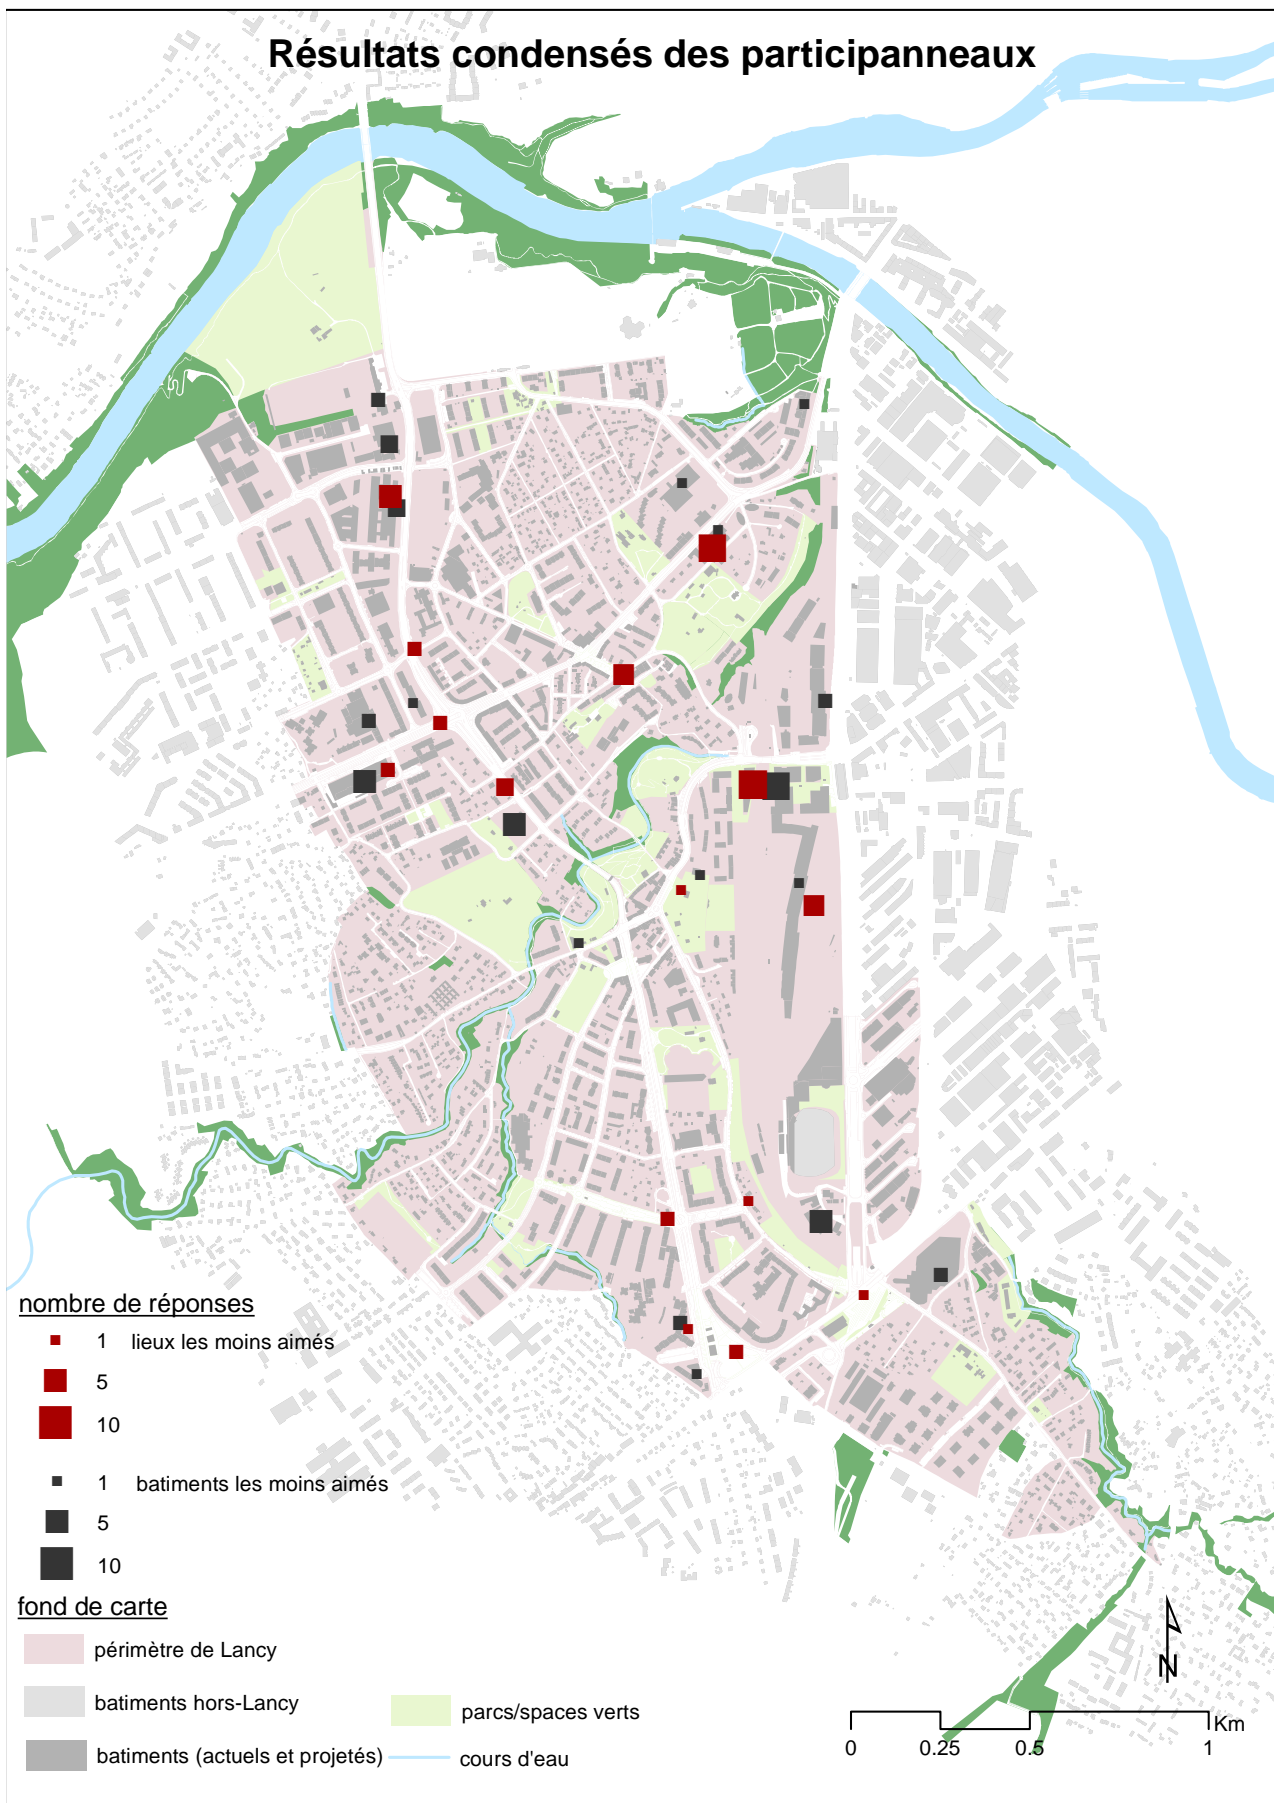 Résultats condensés des participanneaux
nombre de réponses
1 lieux les moins aimés
5
10
1 batiments les moins aimés
5
10
fond de carte
périmètre de Lancy
batiments hors-Lancy
parcs/spaces verts
batiments (actuels et projetés)
cours d'eau
N
Km
0 0.25 0.5 1